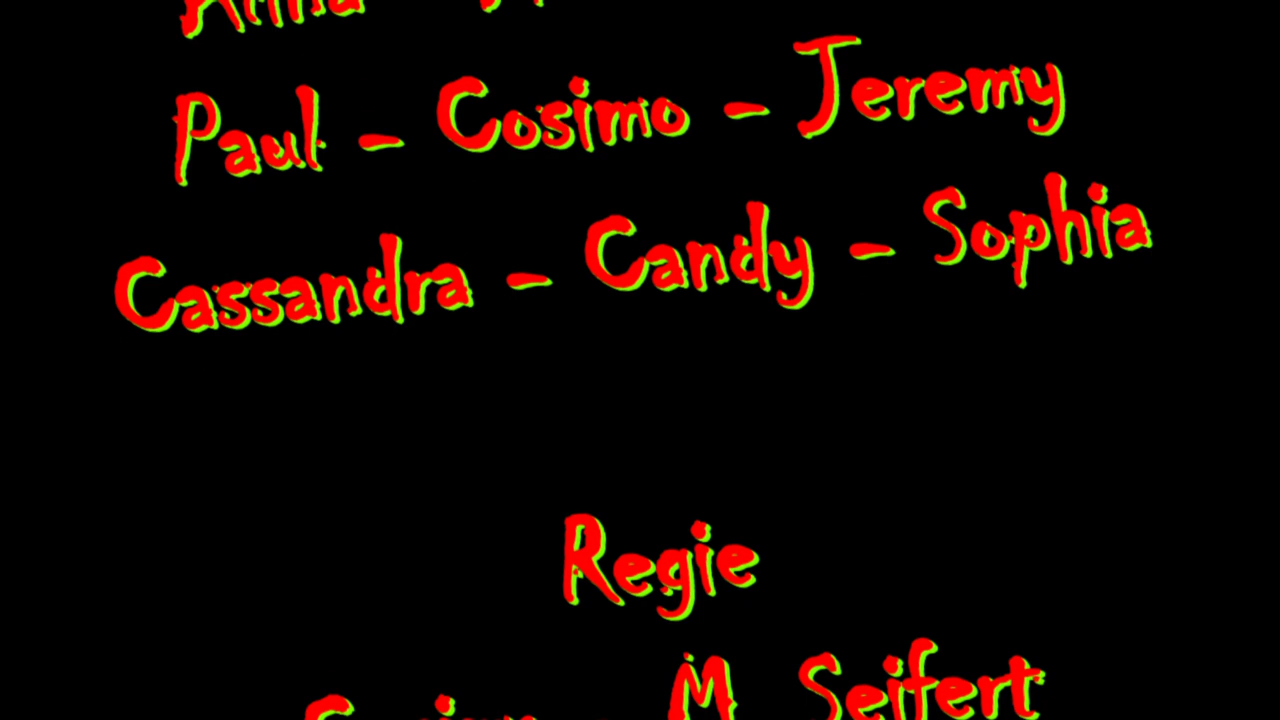 Paul - Cosimo - Jeremy
Cassandra - Candy - Sophia
Regie
M. Seifert